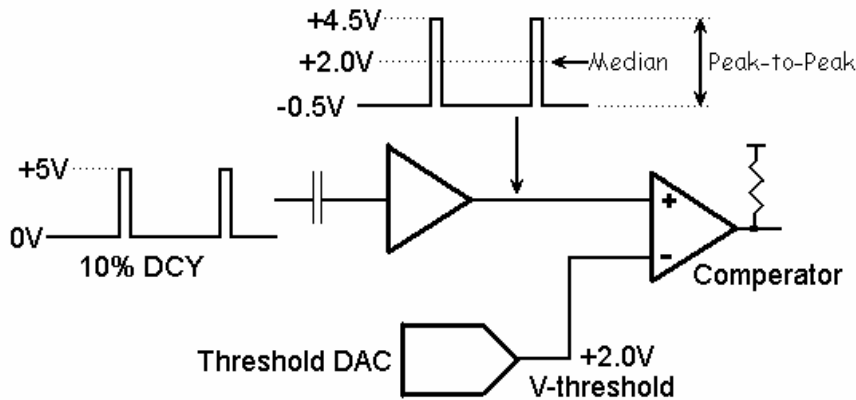 +4.5V
+2.0V
Median
Peak-to-Peak
-0.5V
+5V
0V
10% DCY
+
-
Comperator
Threshold DAC
+2.0V
V-threshold